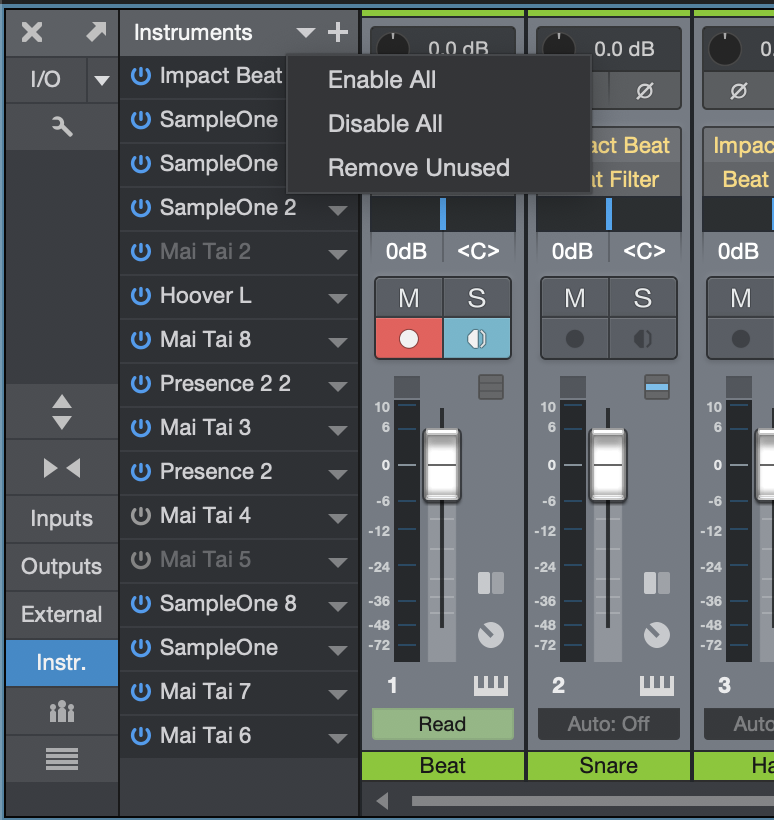 Instruments
I/O
Impact Beat
SampleOne
SampleOne
SampleOne 2
Mai Tai 2
Hoover L
Mai Tai 8
Presence 2 2
Mai Tai 3
Presence 2
Mai Tai 4
Mai Tai 5
SampleOne 8
SampleOne
Mai Tai 7
Mai Tai 6
Inputs
Outputs
External
Instr.
Enable All
Disable All
Remove Unused
0.0 dB
0dB <C>
M S
10
6
0
-6
-12
-24
-36
-48
-72
1
Read
Beat
0.0 dB
Ø
act Beat
at Filter
0dB <C>
M S
10
6
0
-6
-12
-24
-36
-48
-72
2
Auto: Off
Snare
0.
Ø
Impac
Beat
0dB
M
10
6
0
-6
-12
-24
-36
-48
-72
3
Auto
Ha